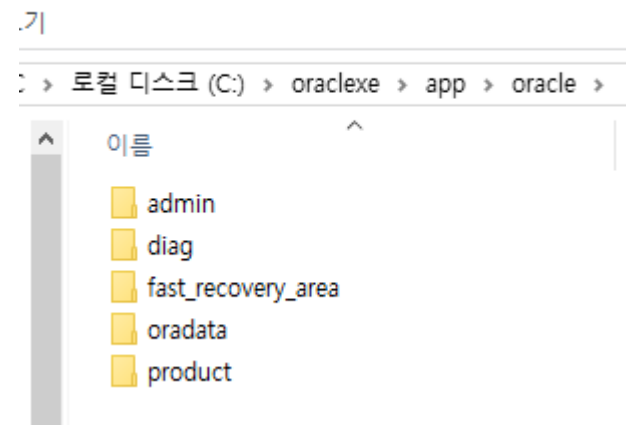 기
로컬 디스크 (C:) > oraclexe > app > oracle >
이름
admin
diag
fast_recovery_area
oradata
product